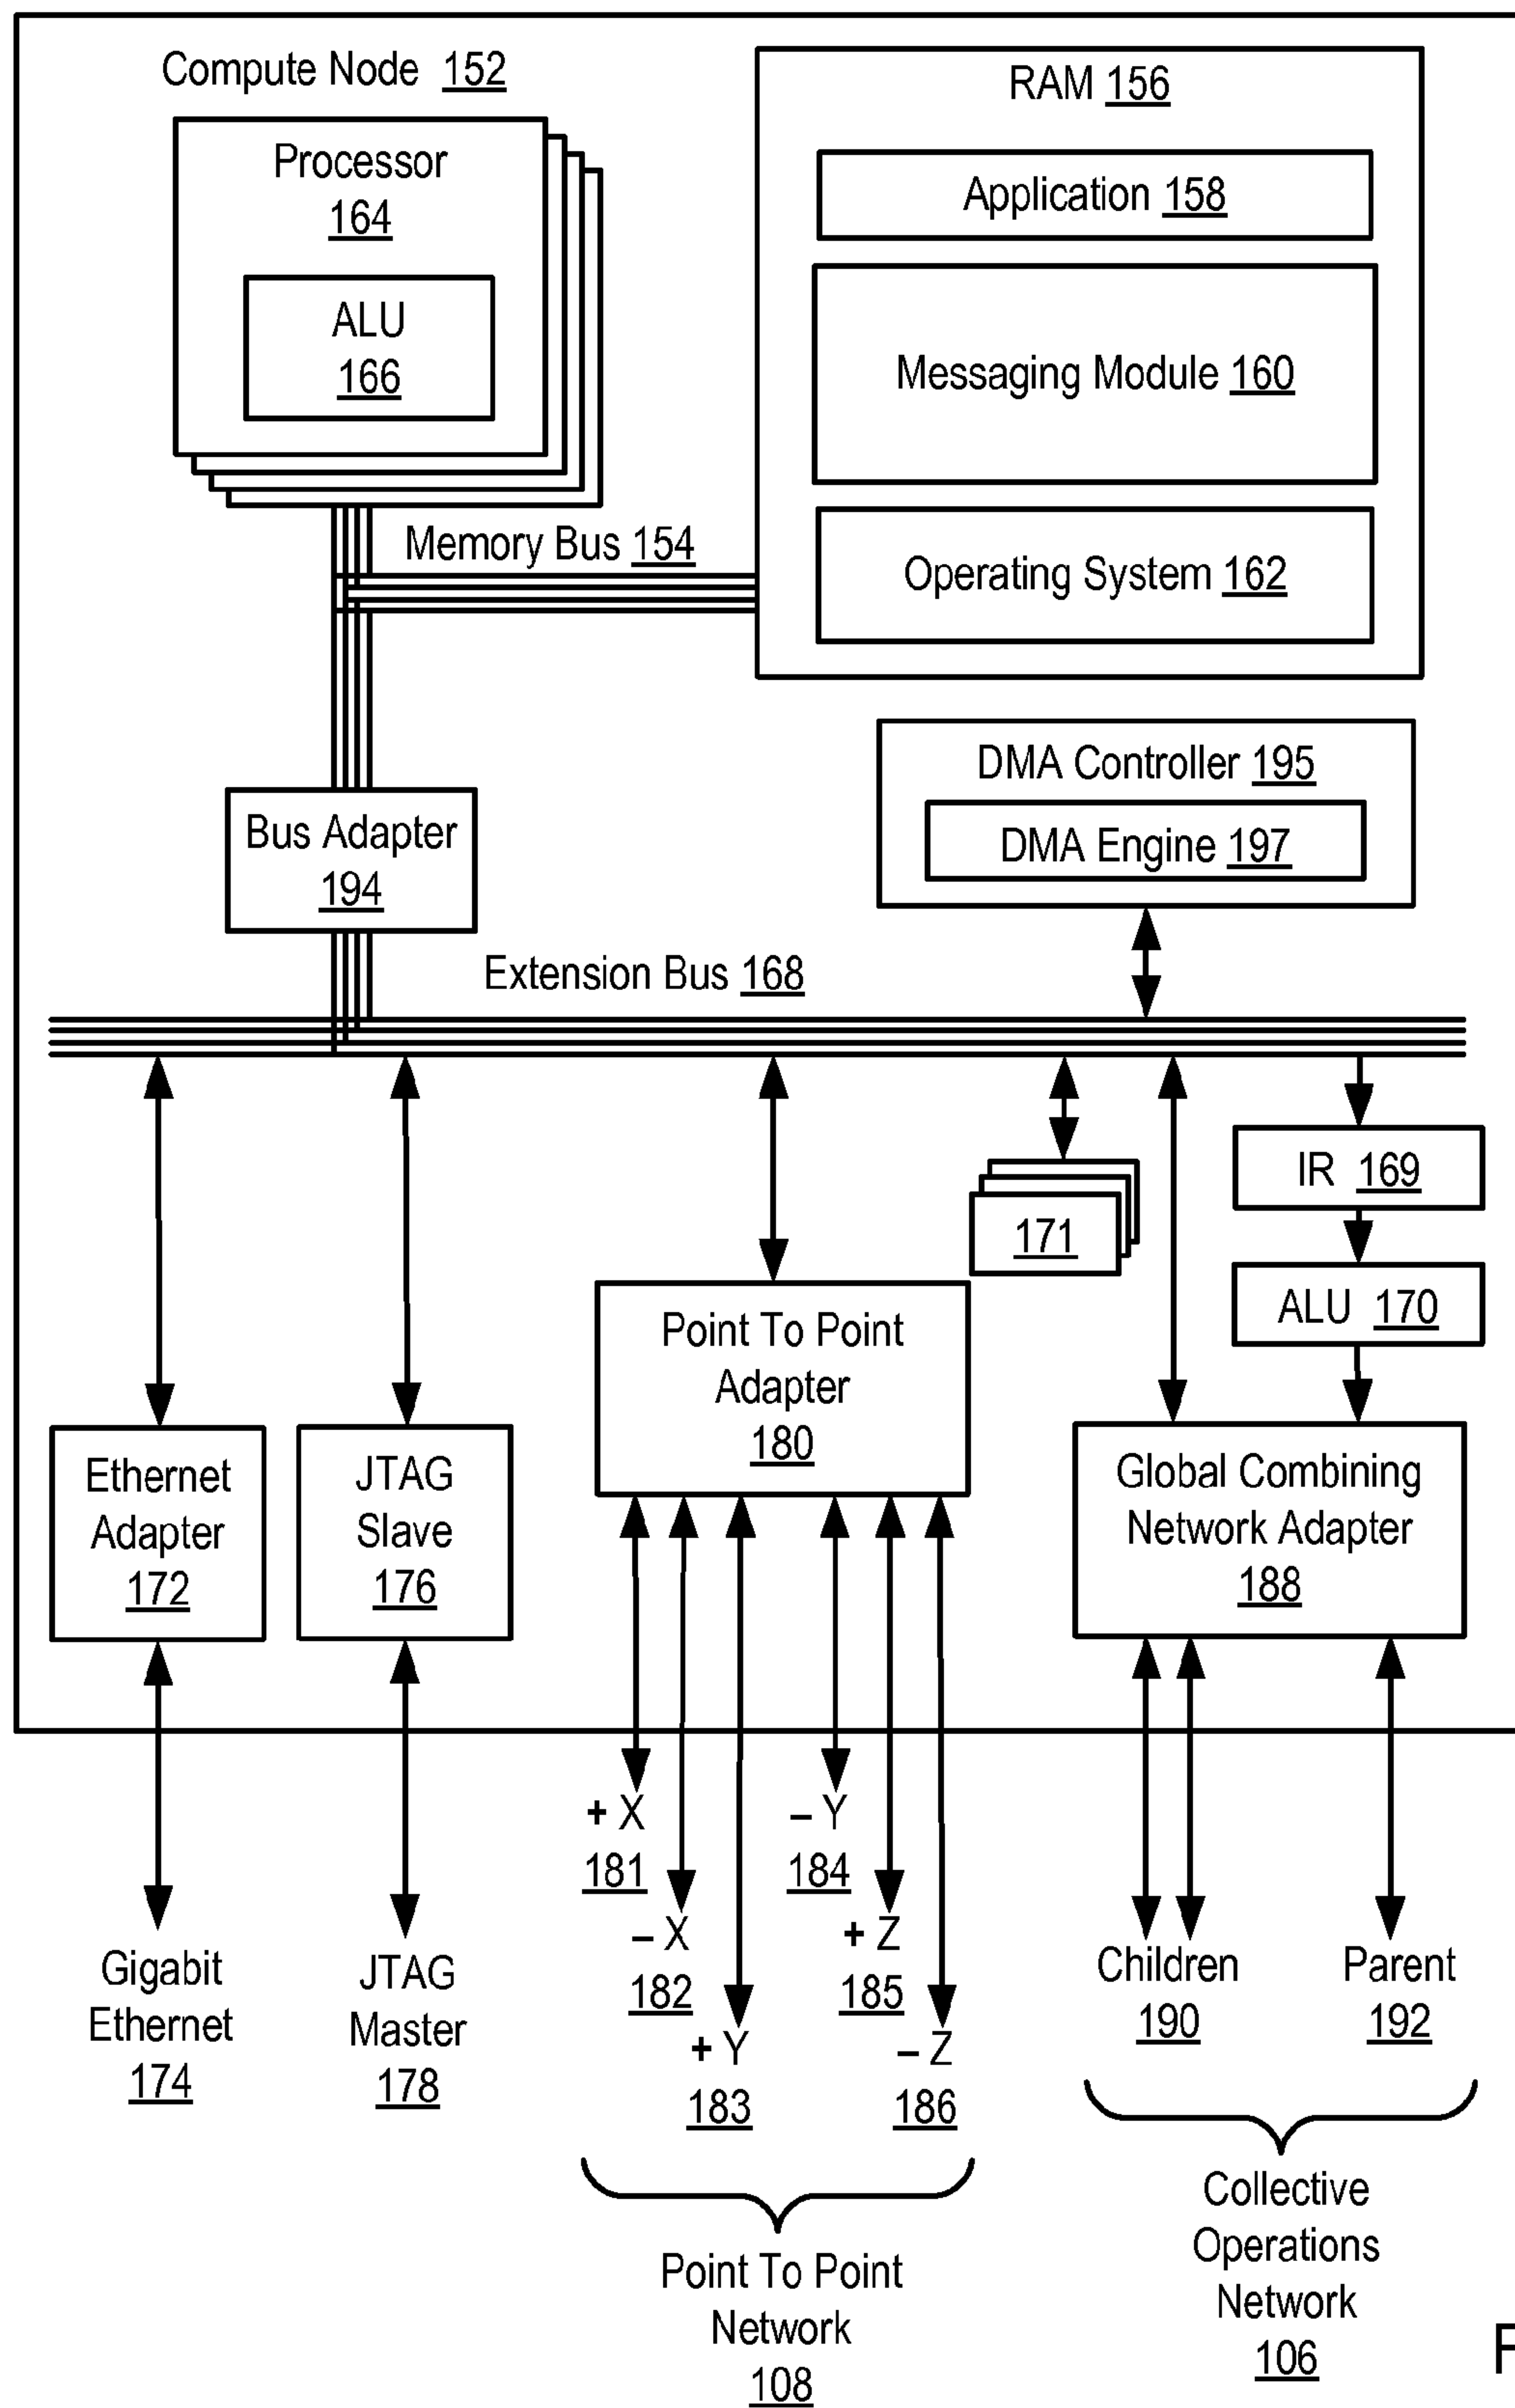 Compute Node 152
Processor
164
ALU
166
RAM 156
Application 158
Messaging Module 160
Operating System 162
Memory Bus 154
DMA Controller 195
DMA Engine 197
Bus Adapter
194
Extension Bus 168
IR 169
171
ALU 170
Point To Point
Adapter
180
Ethernet
Adapter
172
JTAG
Slave
176
Global Combining
Network Adapter
188
+ X
181
– X
182
+ Y
183
– Y
184
+ Z
185
– Z
186
Gigabit
Ethernet
174
JTAG
Master
178
Children
190
Parent
192
Point To Point
Network
108
Collective
Operations
Network
106